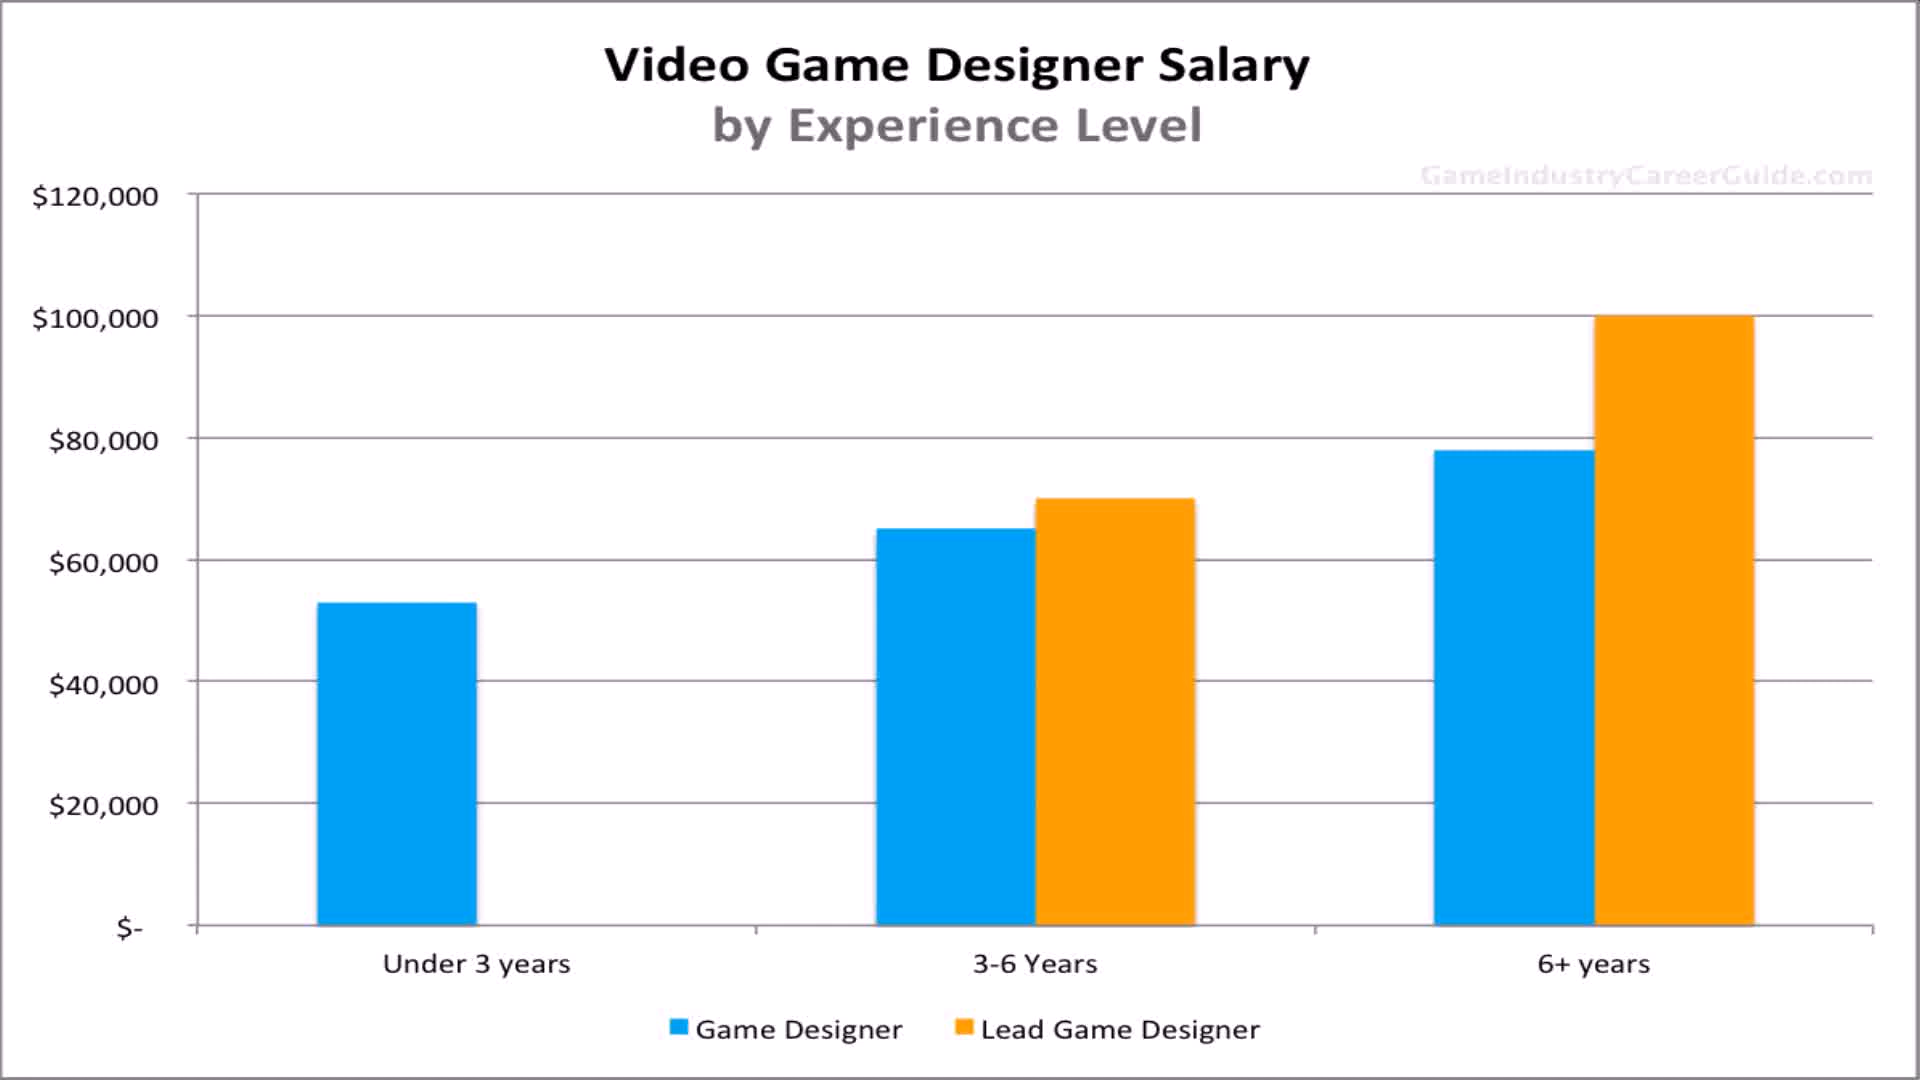 Video Game Designer Salary
by Experience Level
GameIndustryCareerGuide.com
$120,000
$100,000
$80,000
$60,000
$40,000
$20,000
$-
Under 3 years
3-6 Years
6+ years
Game Designer
Lead Game Designer